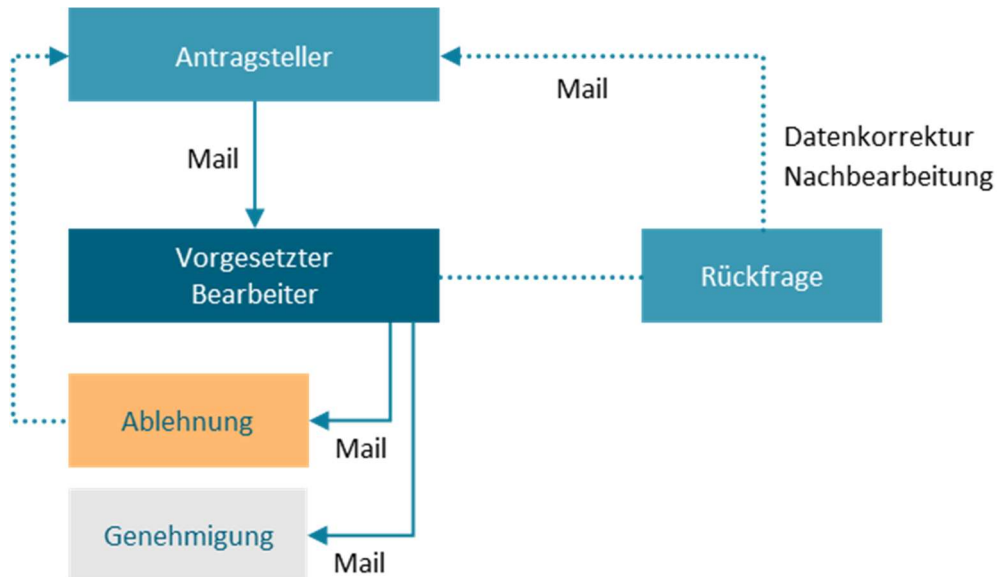 Antragsteller
Mail
Mail
Datenkorrektur
Nachbearbeitung
Vorgesetzter
Bearbeiter
Rückfrage
Ablehnung
Mail
Genehmigung
Mail